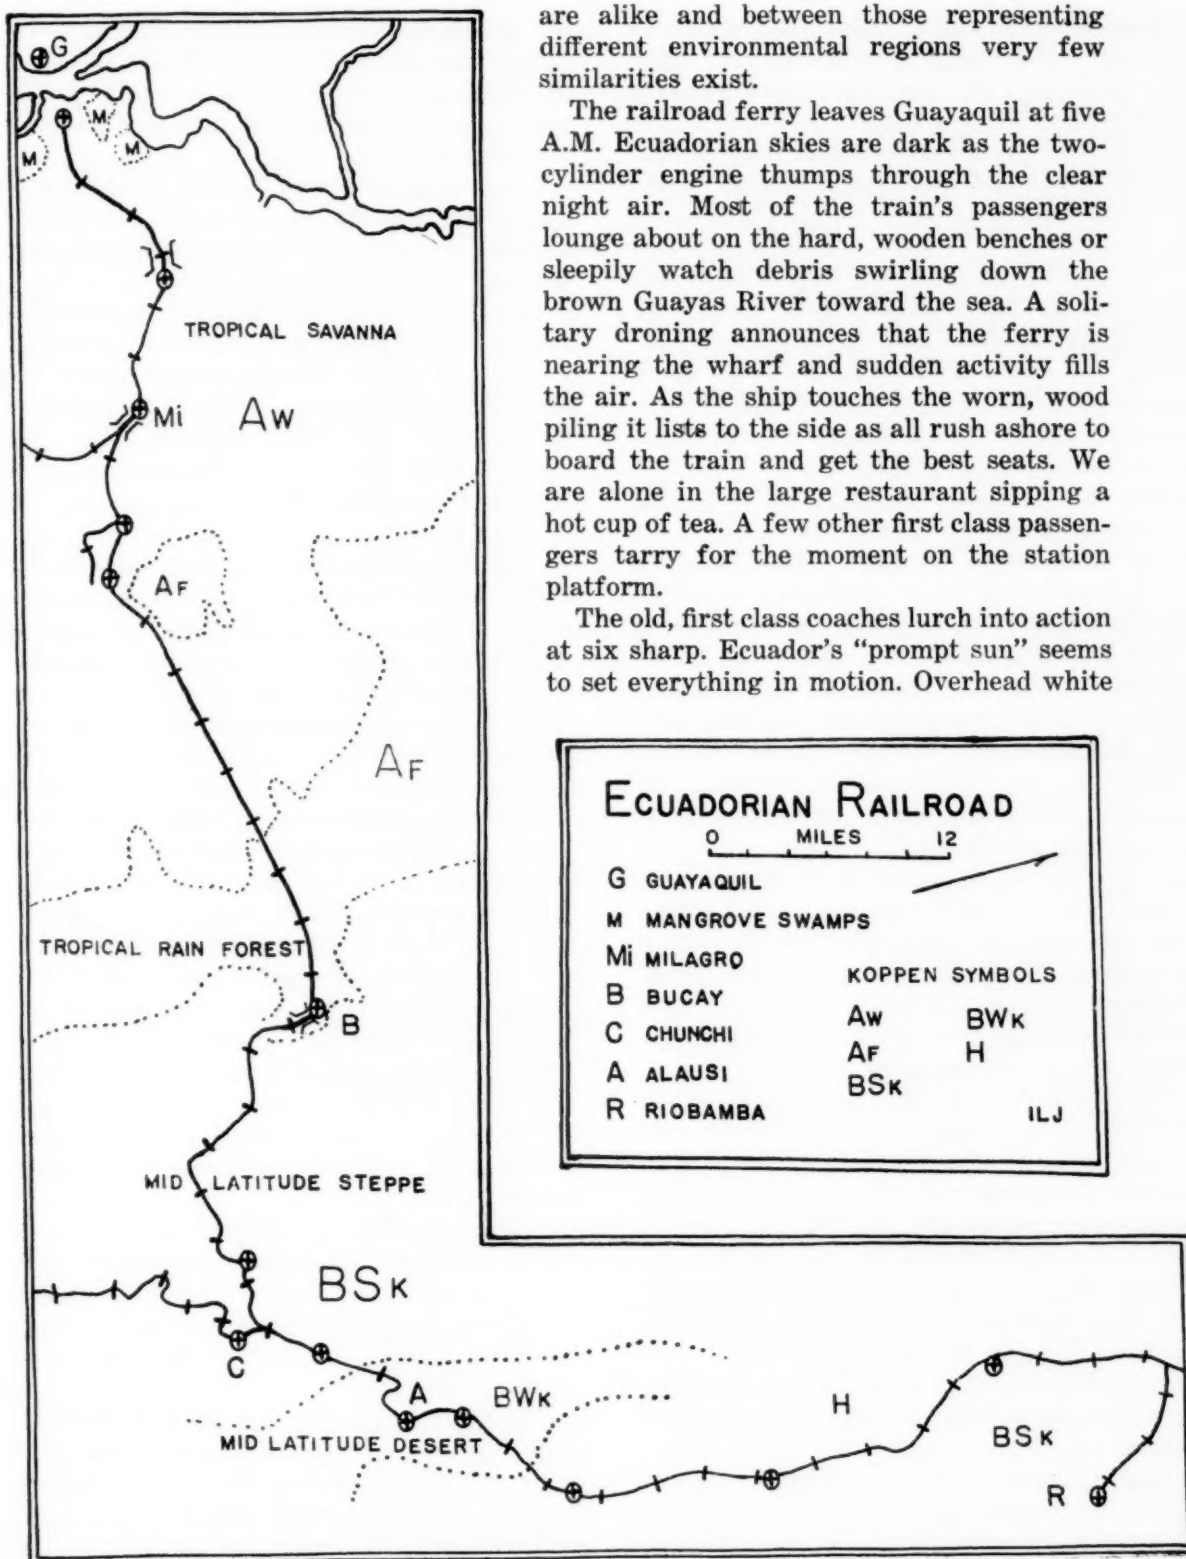 are alike and between those representing
different environmental regions very few
similarities exist.
The railroad ferry leaves Guayaquil at five
A.M. Ecuadorian skies are dark as the two-
cylinder engine thumps through the clear
night air. Most of the train's passengers
lounge about on the hard, wooden benches or
sleepily watch debris swirling down the
brown Guayas River toward the sea. A soli-
tary droning announces that the ferry is
nearing the wharf and sudden activity fills
the air. As the ship touches the worn, wood
piling it lists to the side as all rush ashore to
board the train and get the best seats. We
are alone in the large restaurant sipping a
hot cup of tea. A few other first class passen-
gers tarry for the moment on the station
platform.
The old, first class coaches lurch into action
at six sharp. Ecuador's "prompt sun" seems
to set everything in motion. Overhead white
G
M
M
M
TROPICAL SAVANNA
Mi
AW
AF
AF
TROPICAL RAIN FOREST
B
MID LATITUDE STEPPE
BSK
C
A
BWK
MID LATITUDE DESERT
H
BSK
R
ECUADORIAN RAILROAD
0 MILES 12
G GUAYAQUIL
M MANGROVE SWAMPS
Mi MILAGRO
B BUCAY
C CHUNCHI
A ALAUSI
R RIOBAMBA
KOPPEN SYMBOLS
AW BWK
AF H
BSK
ILJ